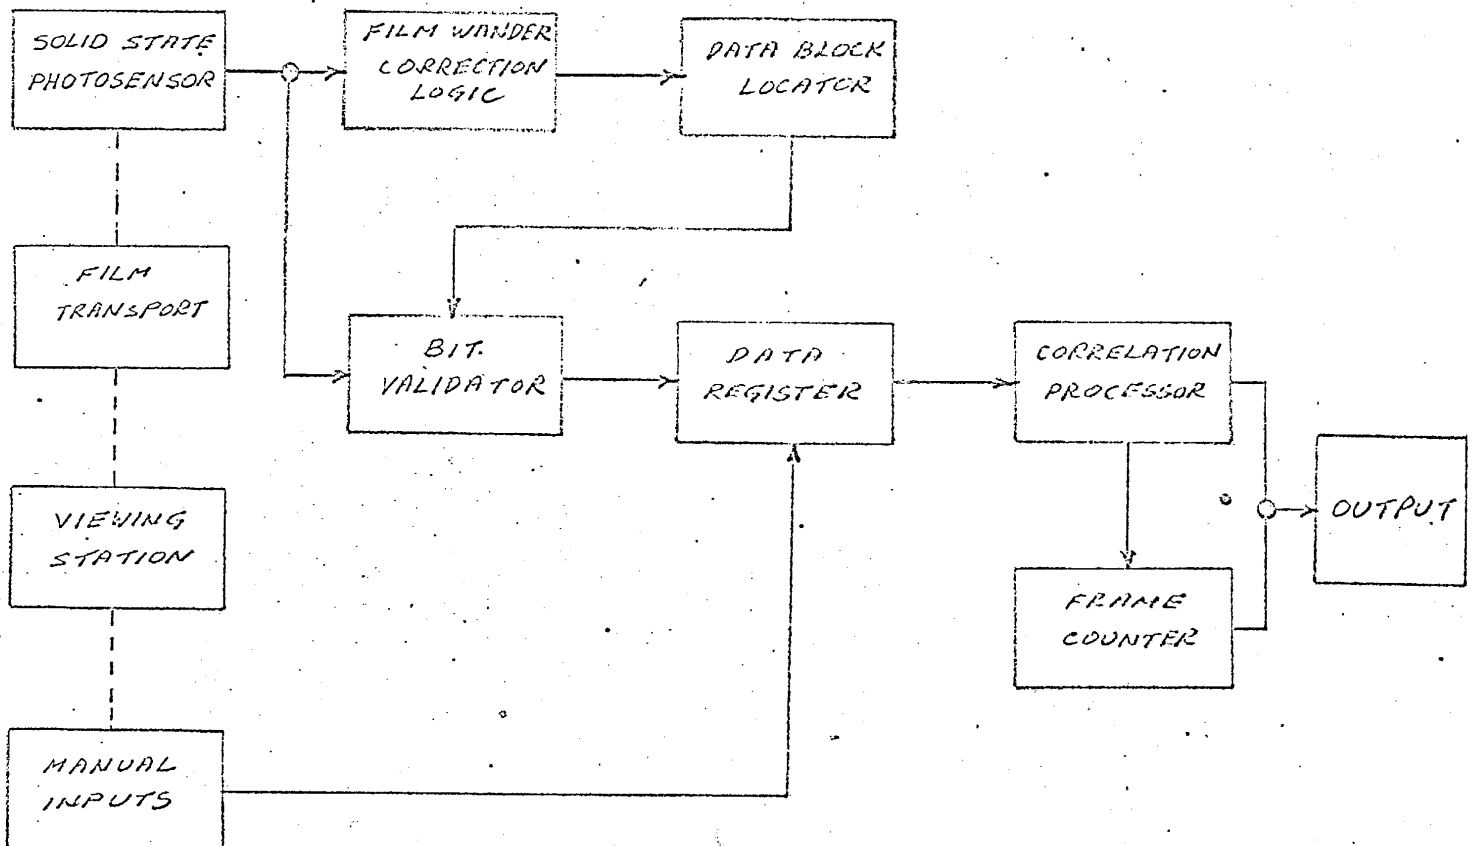 SOLID STATE
PHOTOSENSOR
FILM WANDER
CORRECTION
LOGIC
DATA BLOCK
LOCATOR
FILM
TRANSPORT
BIT.
VALIDATOR
DATA
REGISTER
CORRELATION
PROCESSOR
VIEWING
STATION
OUTPUT
FRAME
COUNTER
MANUAL
INPUTS